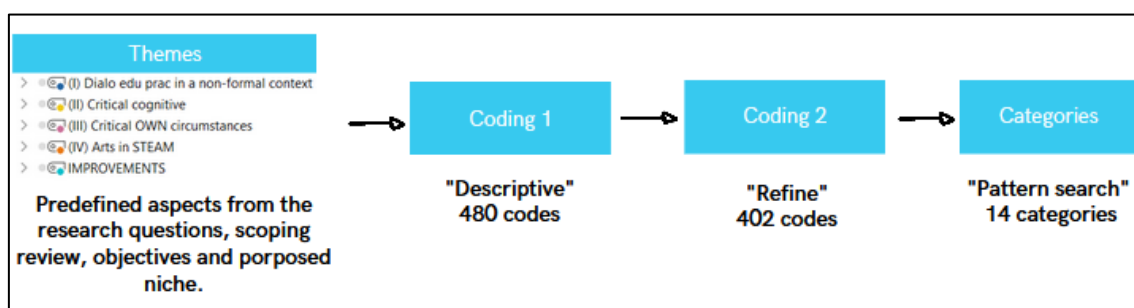 Themes
(I) Dialo edu prac in a non-formal context
(II) Critical cognitive
(III) Critical OWN circumstances
(IV) Arts in STEAM
IMPROVEMENTS
Predefined aspects from the
research questions, scoping
review, objectives and porposed
niche.
Coding 1
"Descriptive"
480 codes
Coding 2
"Refine"
402 codes
Categories
"Pattern search"
14 categories